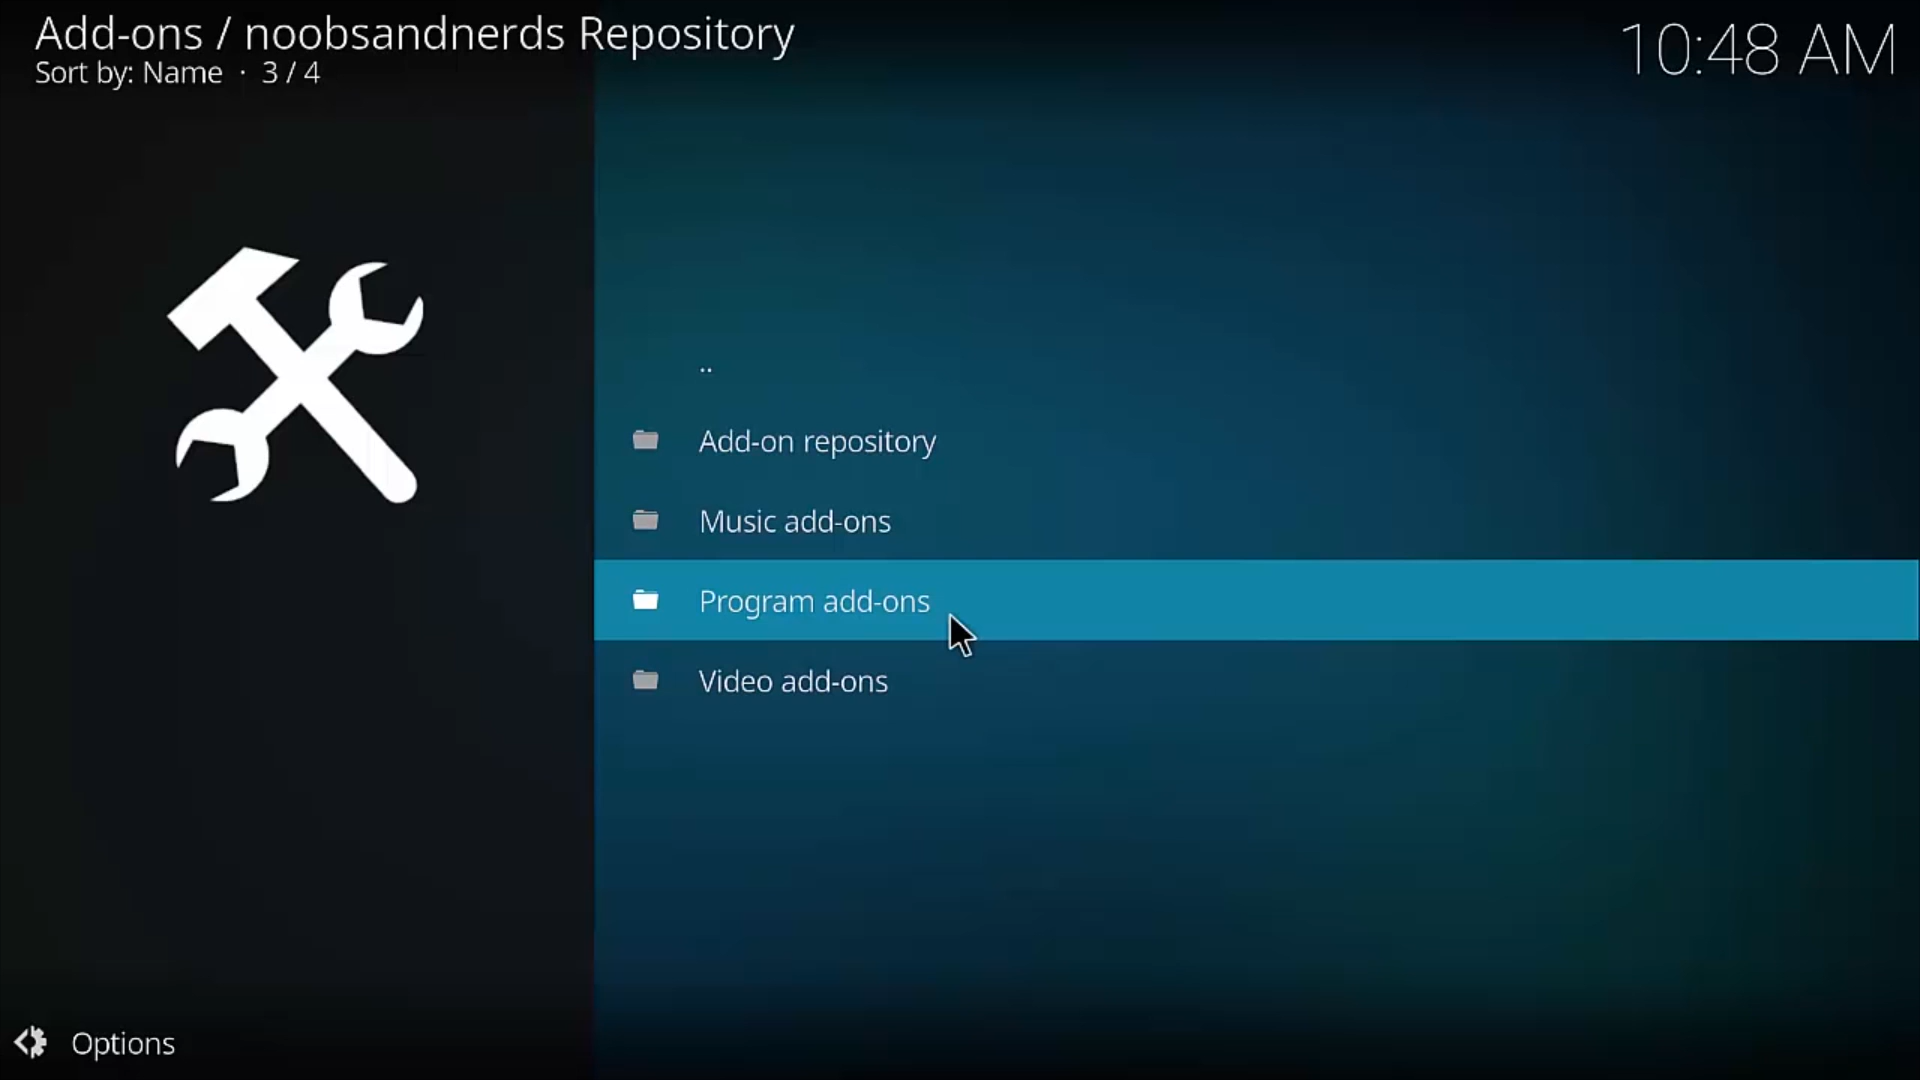 Add-ons / noobsandnerds Repository
Sort by: Name · 3 / 4
10:48 AM
..
Add-on repository
Music add-ons
Program add-ons
Video add-ons
Options